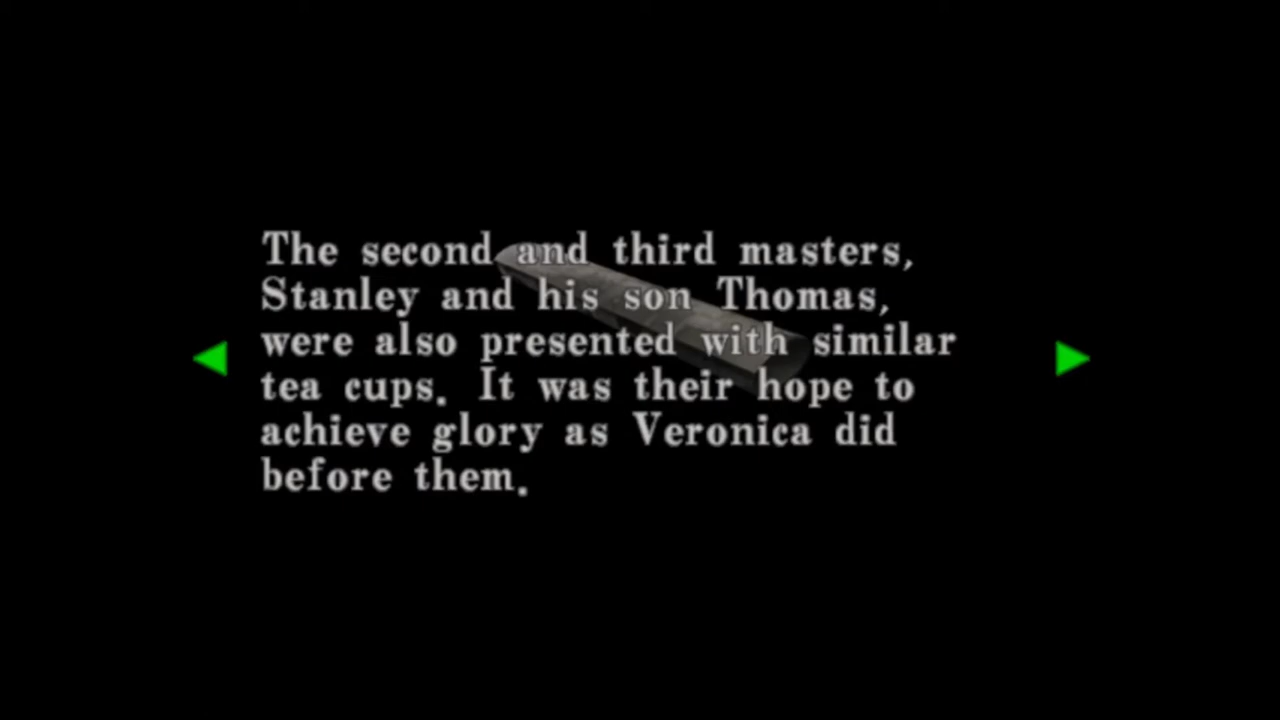 The second and third masters,
Stanley and his son Thomas,
were also presented with similar
tea cups. It was their hope to
achieve glory as Veronica did
before them.